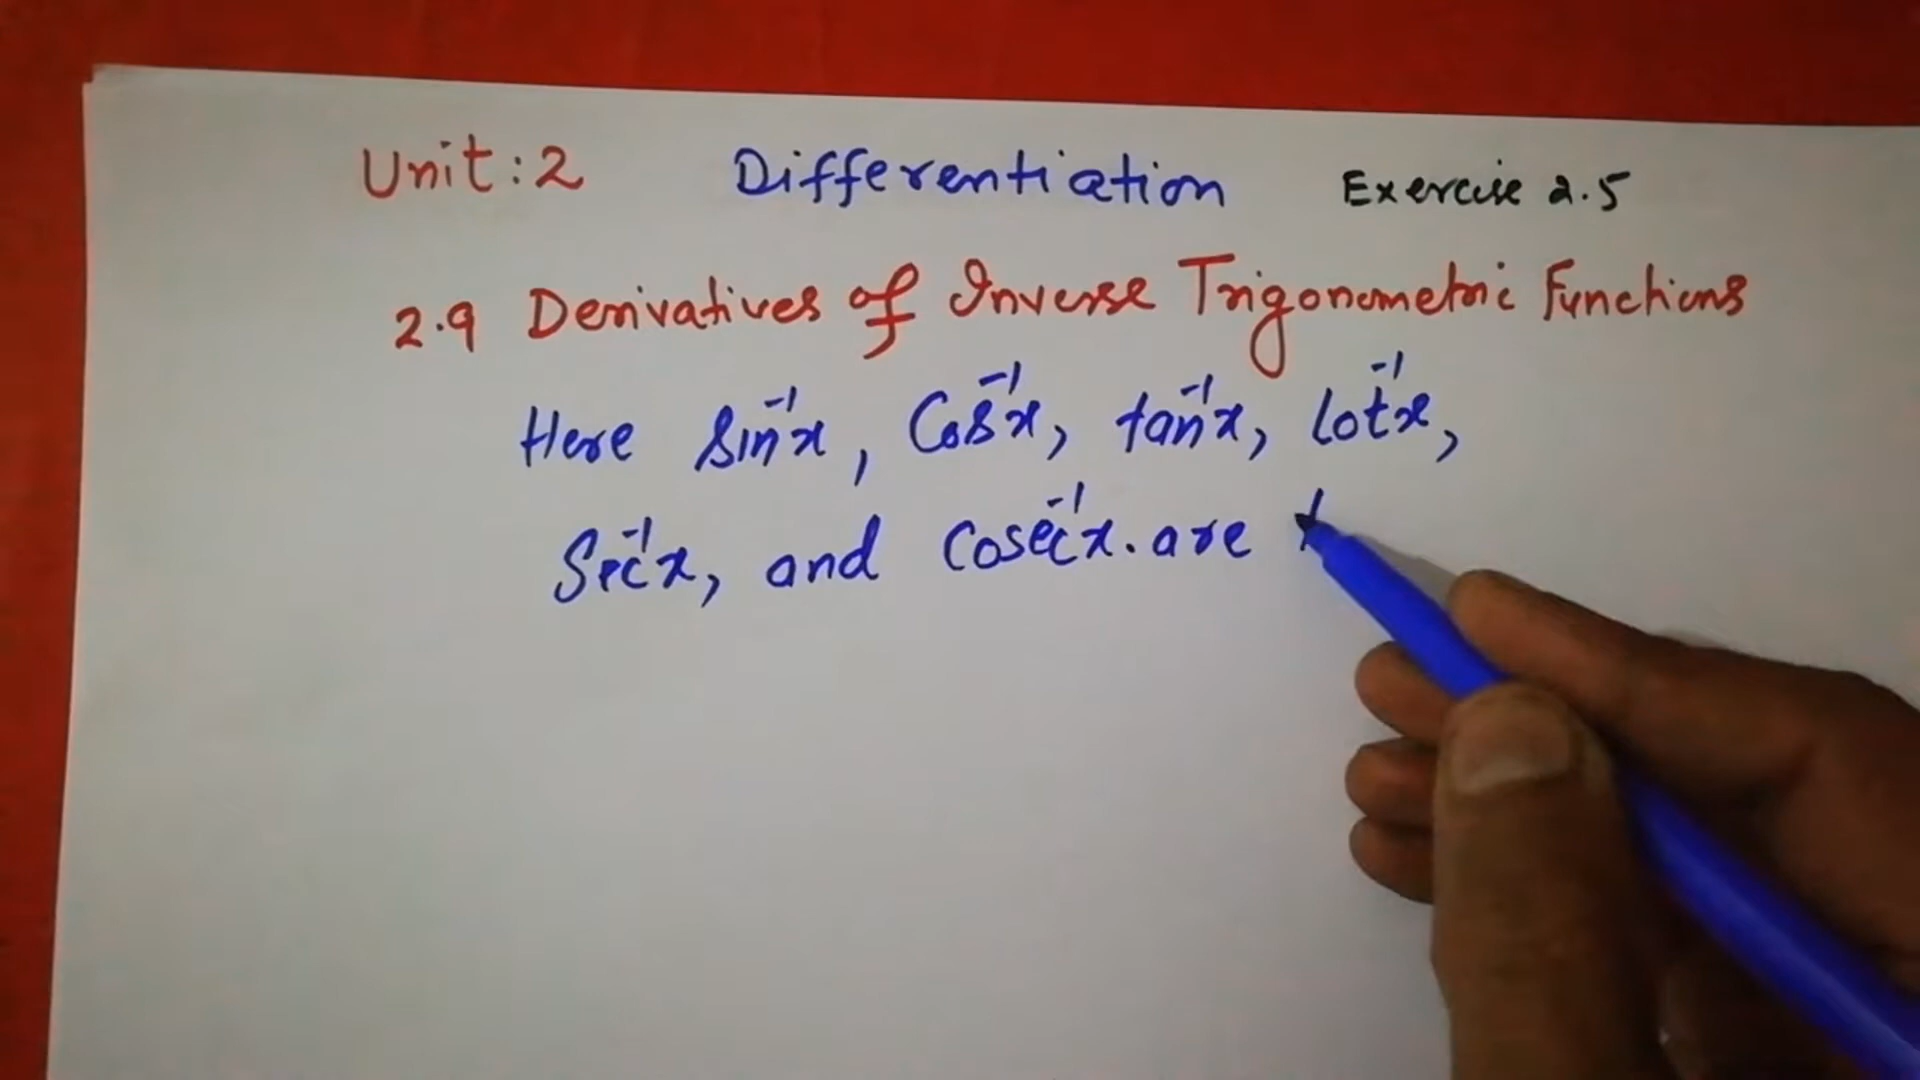 Unit : 2 Differentiation Exercise 2.5
2.9 Derivatives of Inverse Trigonometric Functions
Here sin⁻¹x, Cos⁻¹x, tan⁻¹x, Cot⁻¹x,
Sec⁻¹x, and Cosec⁻¹x. are